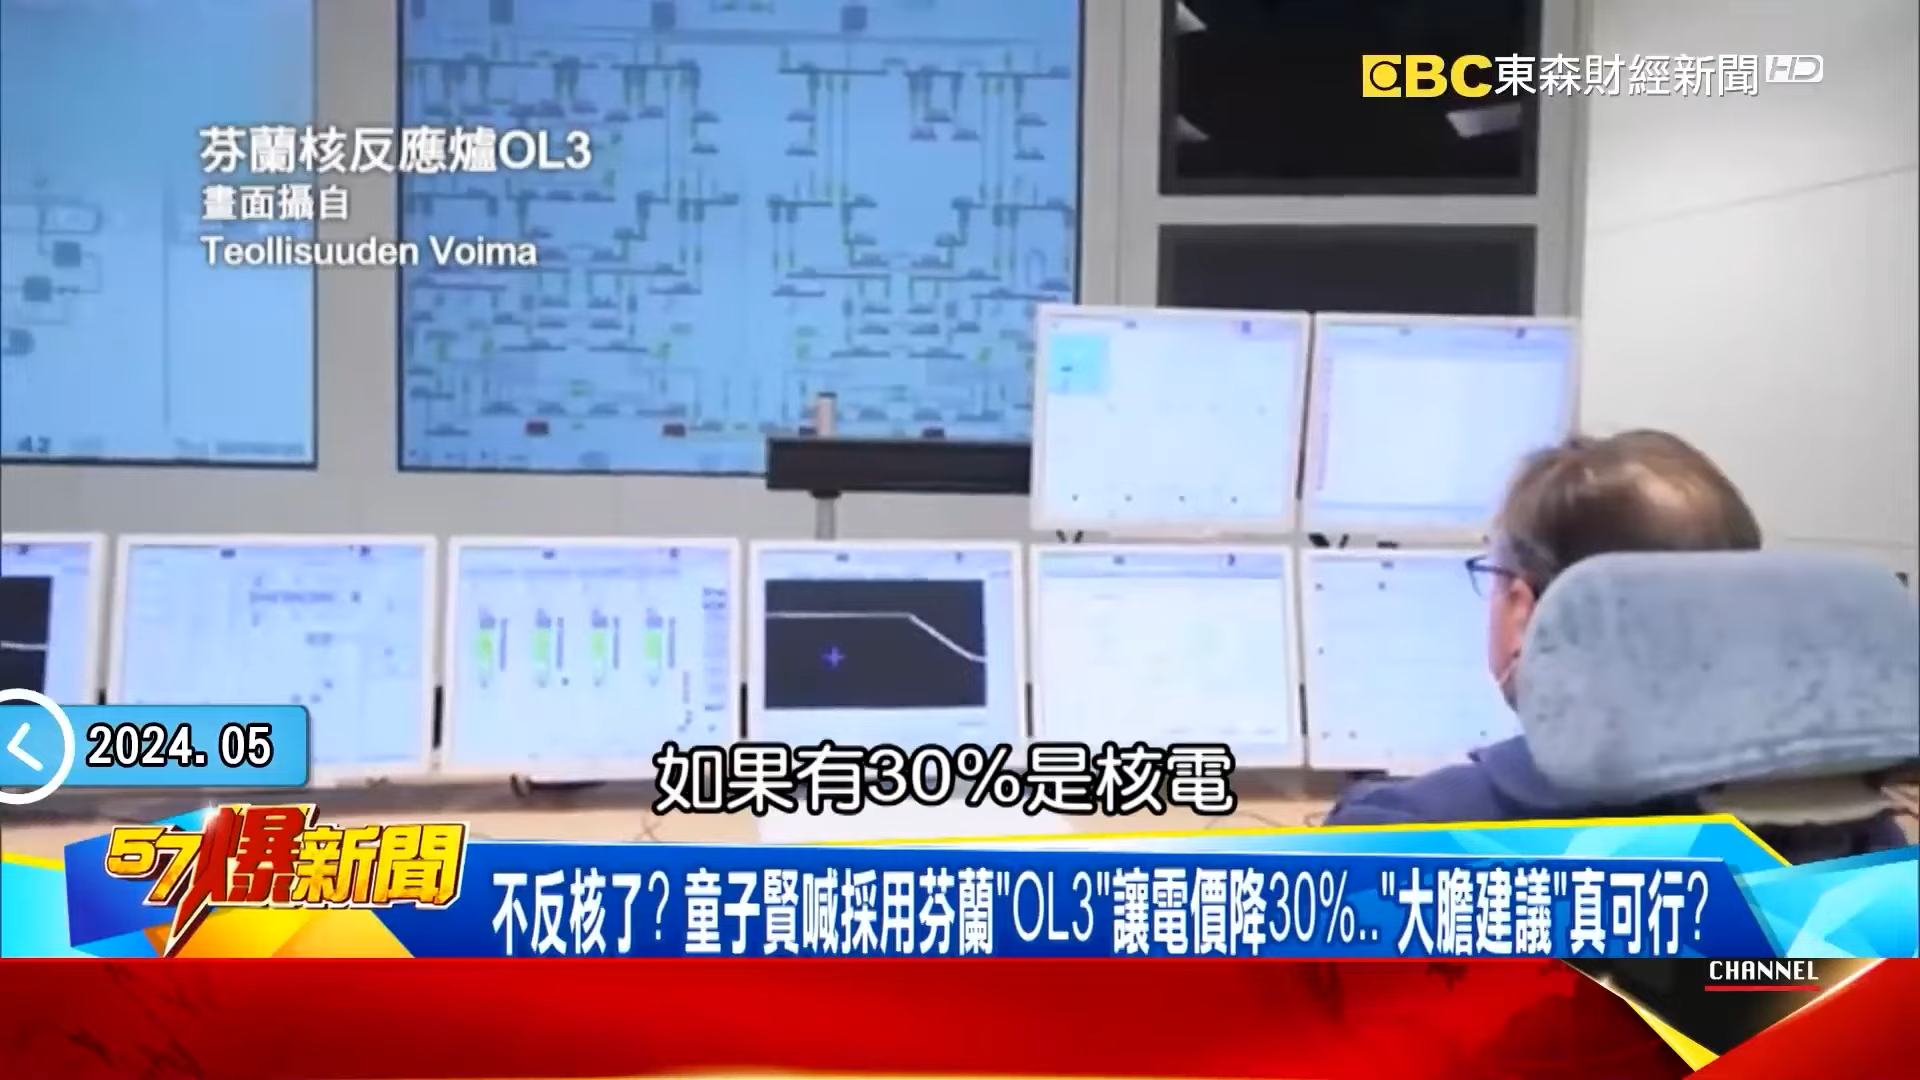 EBC東森財經新聞HD
芬蘭核反應爐OL3
畫面攝自
Teollisuuden Voima
2024.05
如果有30%是核電
57爆新聞
不反核了?童子賢喊採用芬蘭"OL3"讓電價降30%.."大膽建議"真可行?
CHANNEL